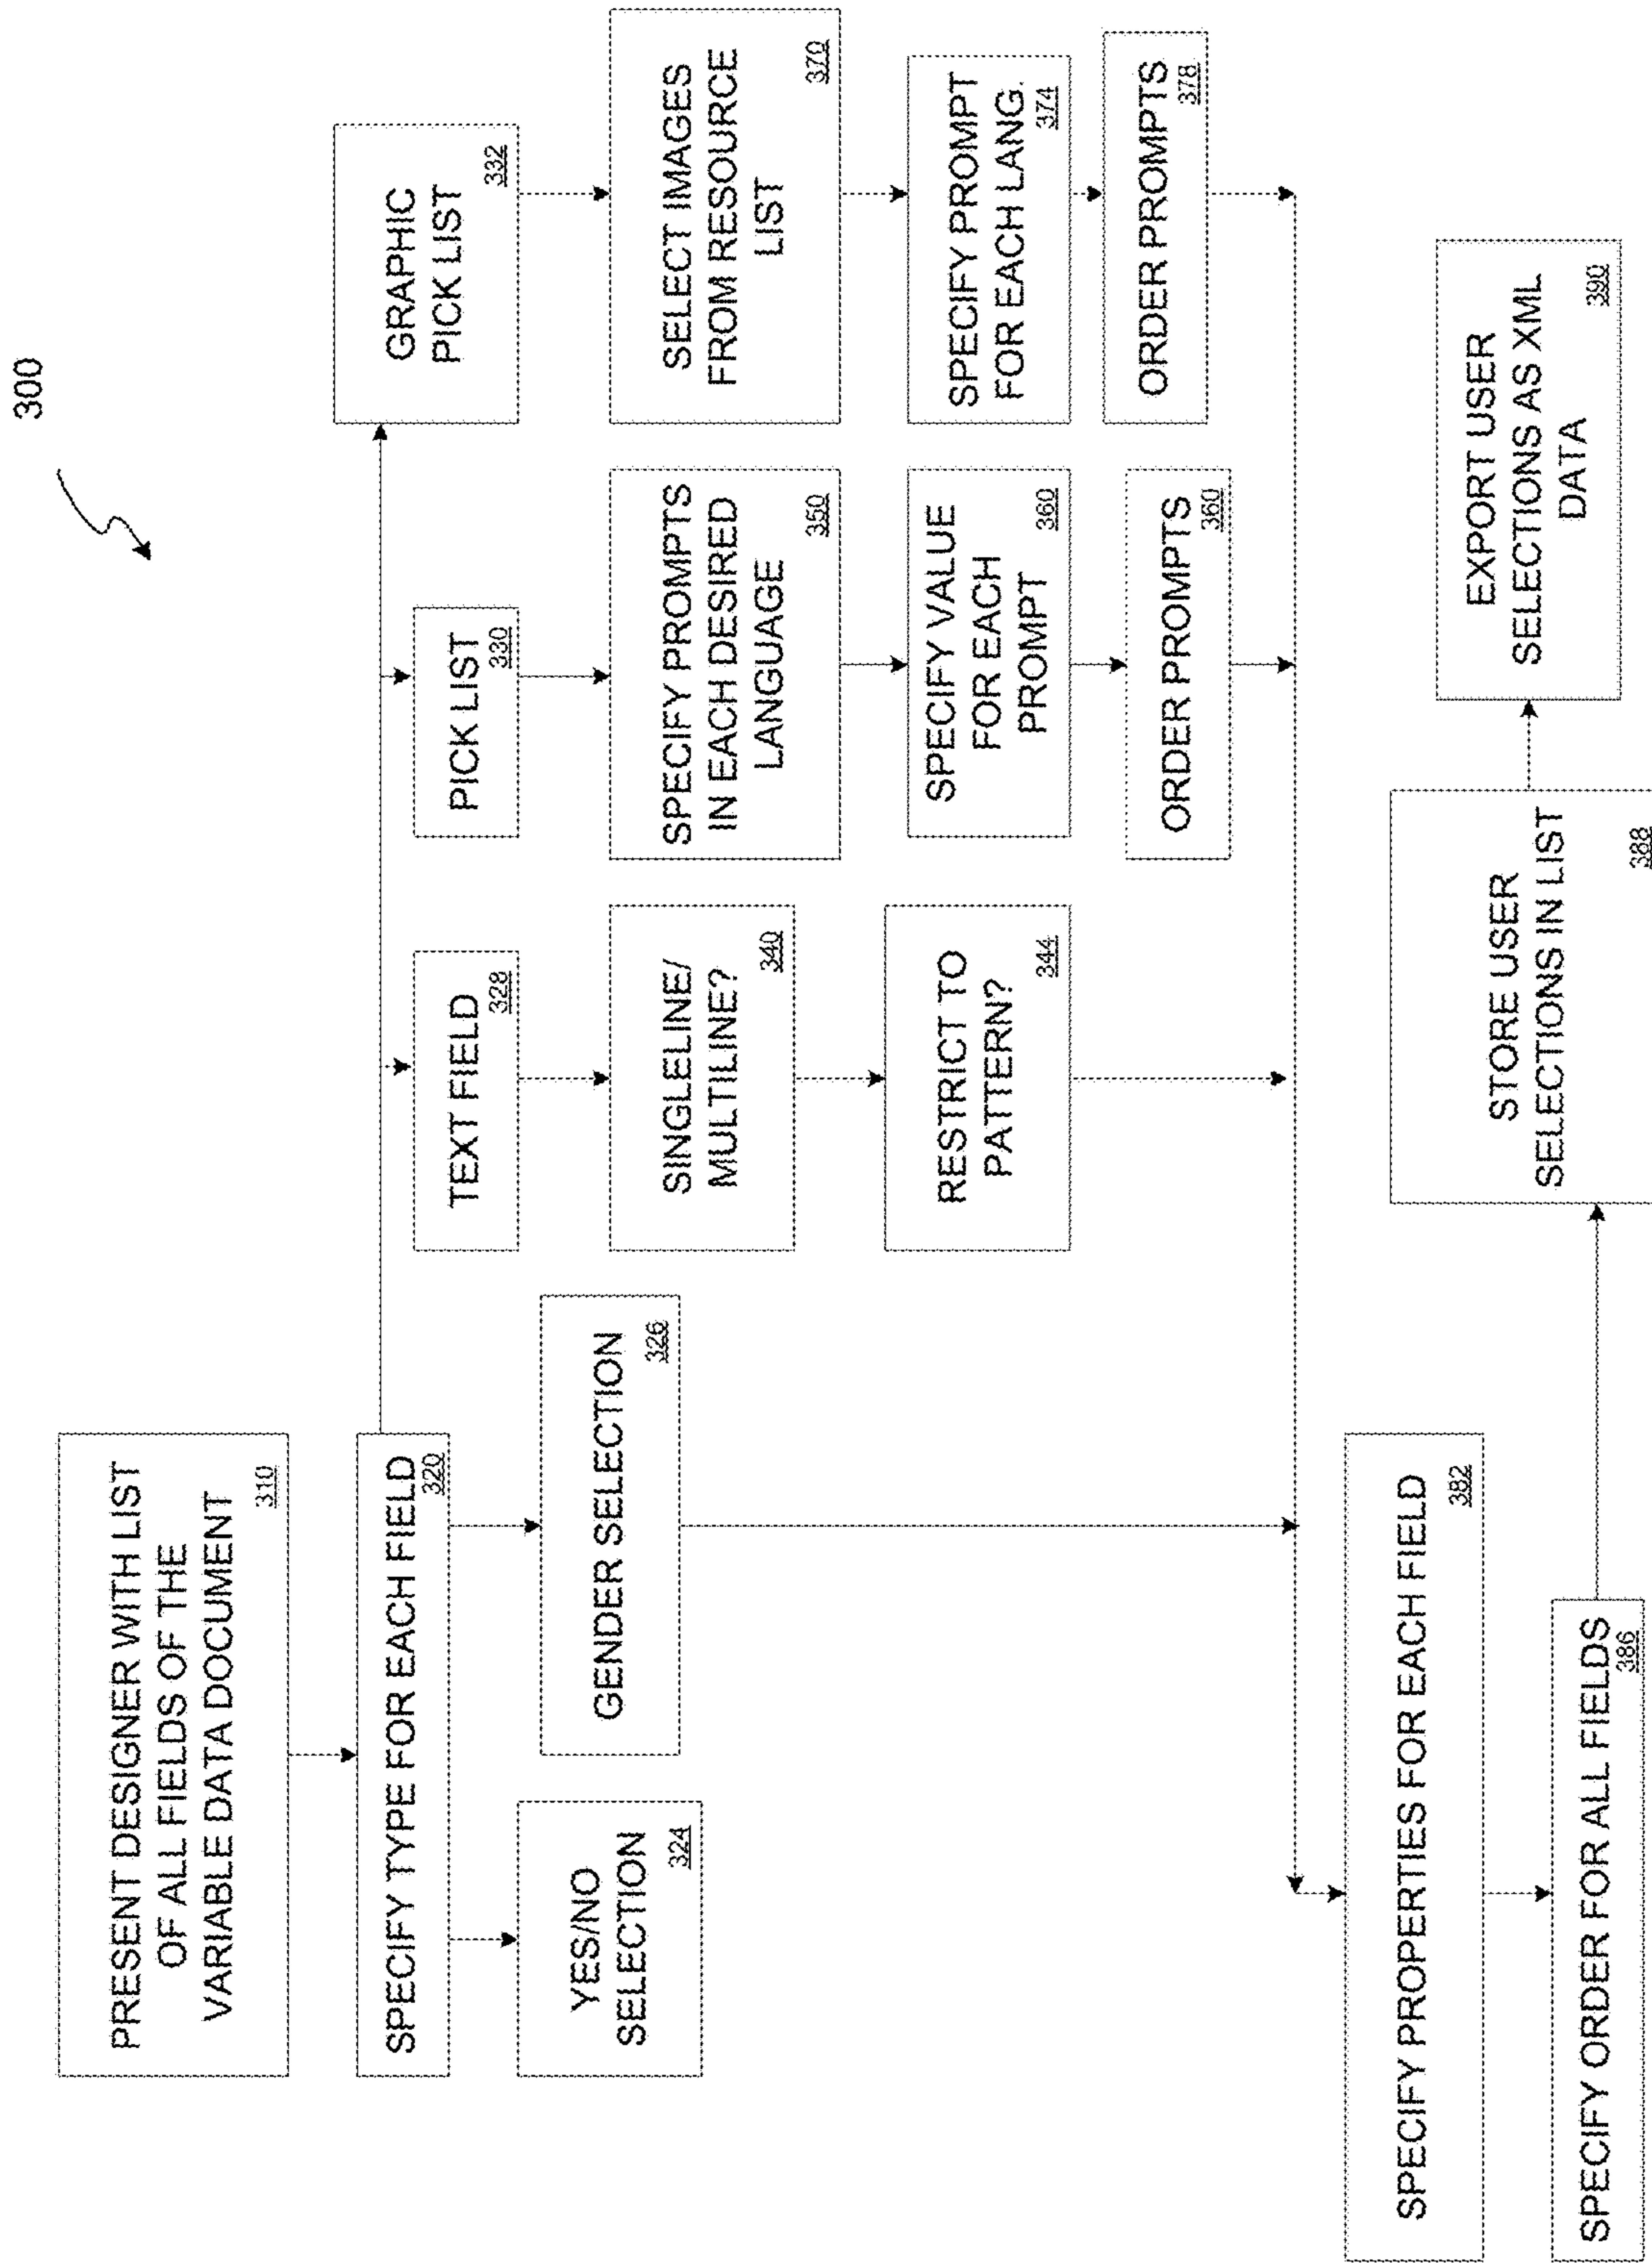 300
PRESENT DESIGNER WITH LIST
OF ALL FIELDS OF THE
VARIABLE DATA DOCUMENT
310
SPECIFY TYPE FOR EACH FIELD
320
YES/NO
SELECTION
324
GENDER SELECTION
326
TEXT FIELD
328
SINGLELINE/
MULTILINE?
340
RESTRICT TO
PATTERN?
344
PICK LIST
330
SPECIFY PROMPTS
IN EACH DESIRED
LANGUAGE
350
SPECIFY VALUE
FOR EACH
PROMPT
360
ORDER PROMPTS
360
GRAPHIC
PICK LIST
332
SELECT IMAGES
FROM RESOURCE
LIST
370
SPECIFY PROMPT
FOR EACH LANG.
374
ORDER PROMPTS
378
SPECIFY PROPERTIES FOR EACH FIELD
382
SPECIFY ORDER FOR ALL FIELDS
386
STORE USER
SELECTIONS IN LIST
388
EXPORT USER
SELECTIONS AS XML
DATA
390